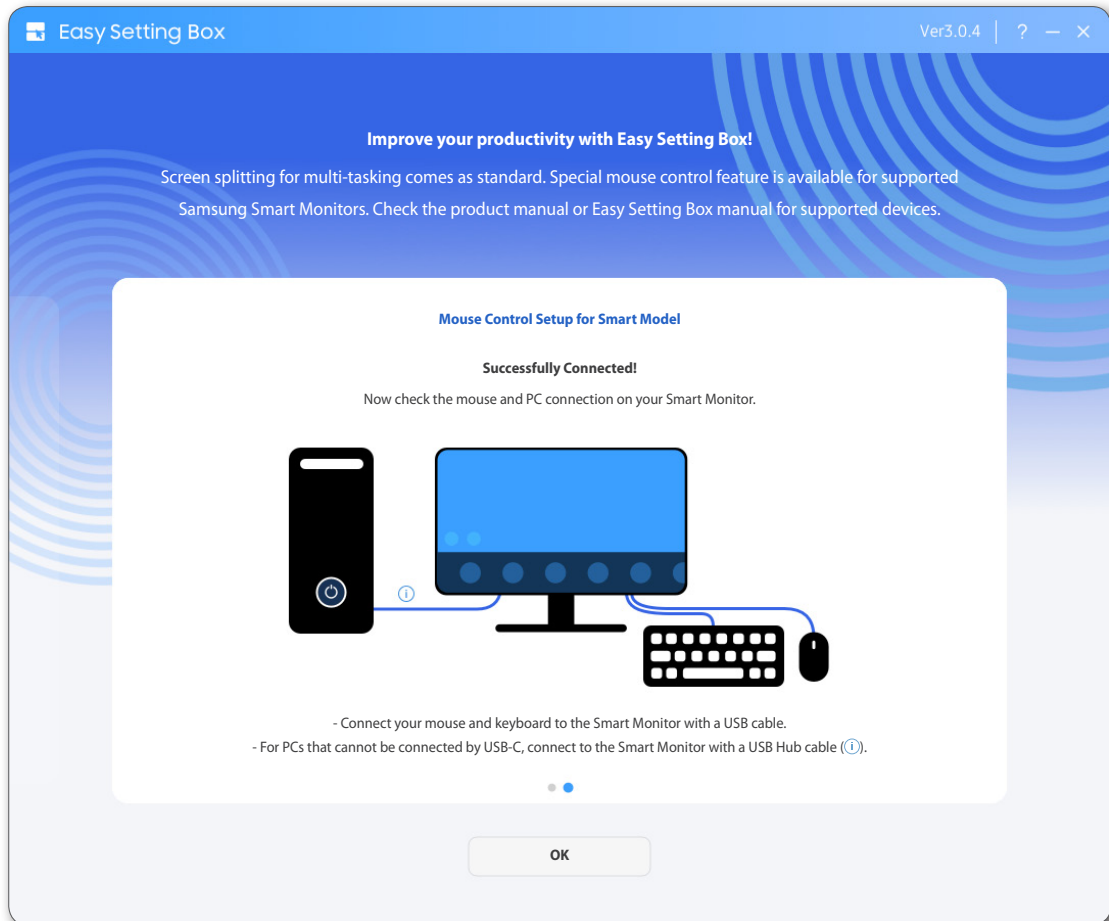 Easy Setting Box
Ver3.0.4
?
Improve your productivity with Easy Setting Box!
Screen splitting for multi-tasking comes as standard. Special mouse control feature is available for supported
Samsung Smart Monitors. Check the product manual or Easy Setting Box manual for supported devices.
Mouse Control Setup for Smart Model
Successfully Connected!
Now check the mouse and PC connection on your Smart Monitor.
i
- Connect your mouse and keyboard to the Smart Monitor with a USB cable.
- For PCs that cannot be connected by USB-C, connect to the Smart Monitor with a USB Hub cable (i).
OK